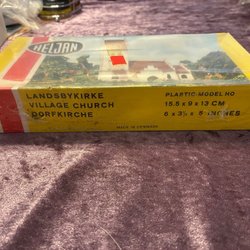 HELJAN
LANDSBYKIRKE
VILLAGE CHURCH
DORFKIRCHE
PLASTIC-MODEL NO
15.5 x 9 x 13 CM
6 x 3½ x 5 INCHES
MADE IN DENMARK